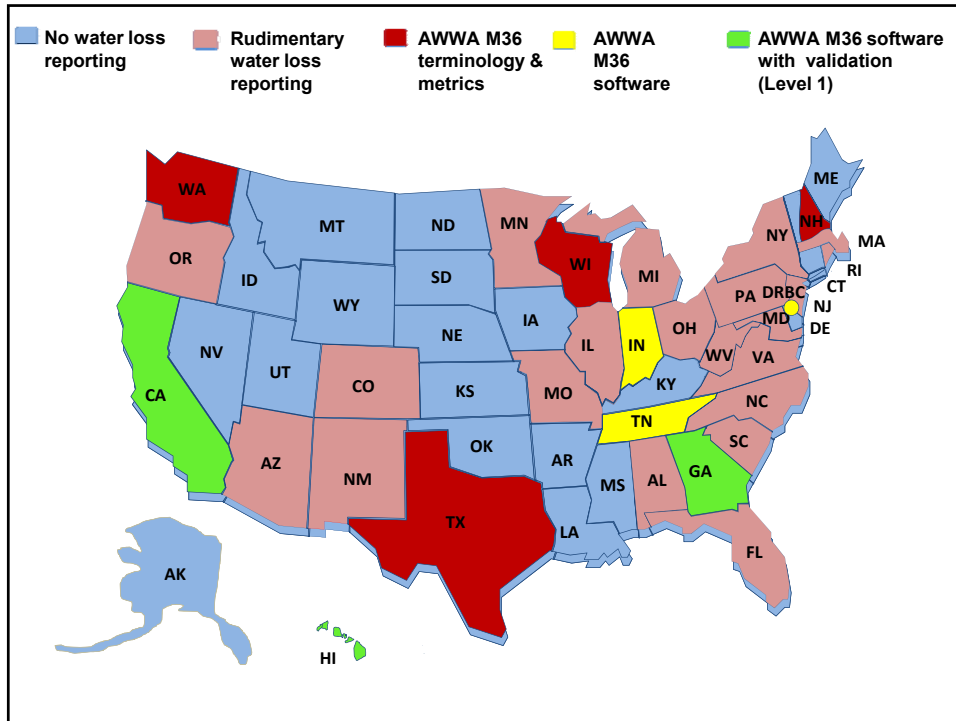 No water loss
reporting
Rudimentary
water loss
reporting
AWWA M36
terminology &
metrics
AWWA
M36
software
AWWA M36 software
with validation
(Level 1)
WA
MT
ND
MN
ME
NH
NY
MA
OR
ID
SD
WI
MI
RI
CT
WY
PA
DRBC
NJ
IA
MD
DE
NE
OH
NV
IL
IN
WV
VA
UT
CO
KS
MO
KY
CA
NC
TN
OK
SC
AZ
AR
GA
NM
MS
AL
TX
LA
FL
AK
HI